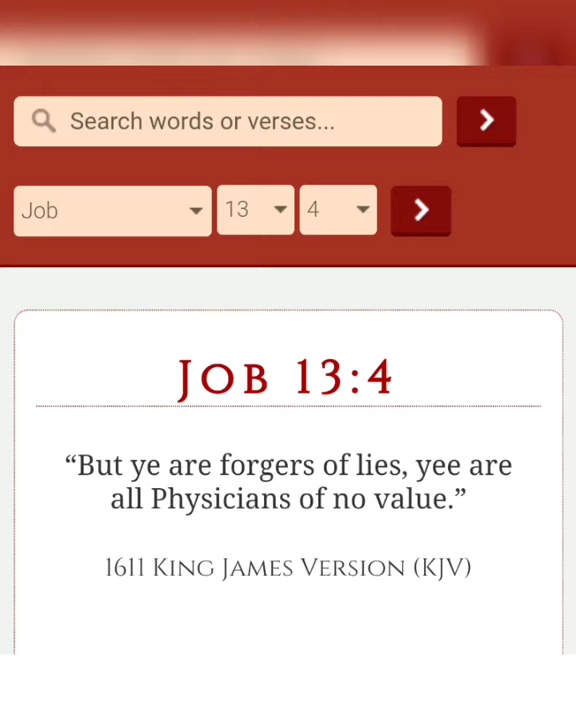 Search words or verses...
Job 13 4
Job 13:4
“But ye are forgers of lies, yee are
all Physicians of no value.”
1611 King James Version (KJV)